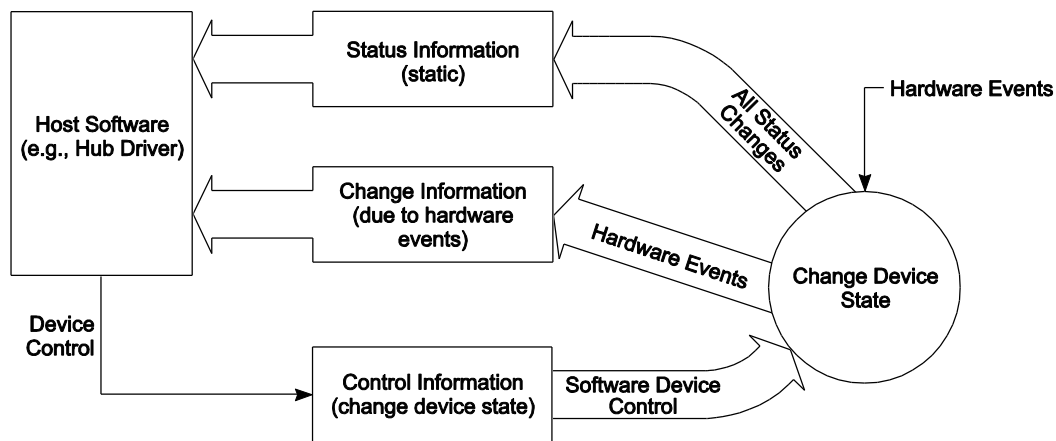 Status Information
(static)
Host Software
(e.g., Hub Driver)
All Status
Changes
Hardware Events
Change Information
(due to hardware
events)
Hardware Events
Change Device
State
Device
Control
Control Information
(change device state)
Software Device
Control